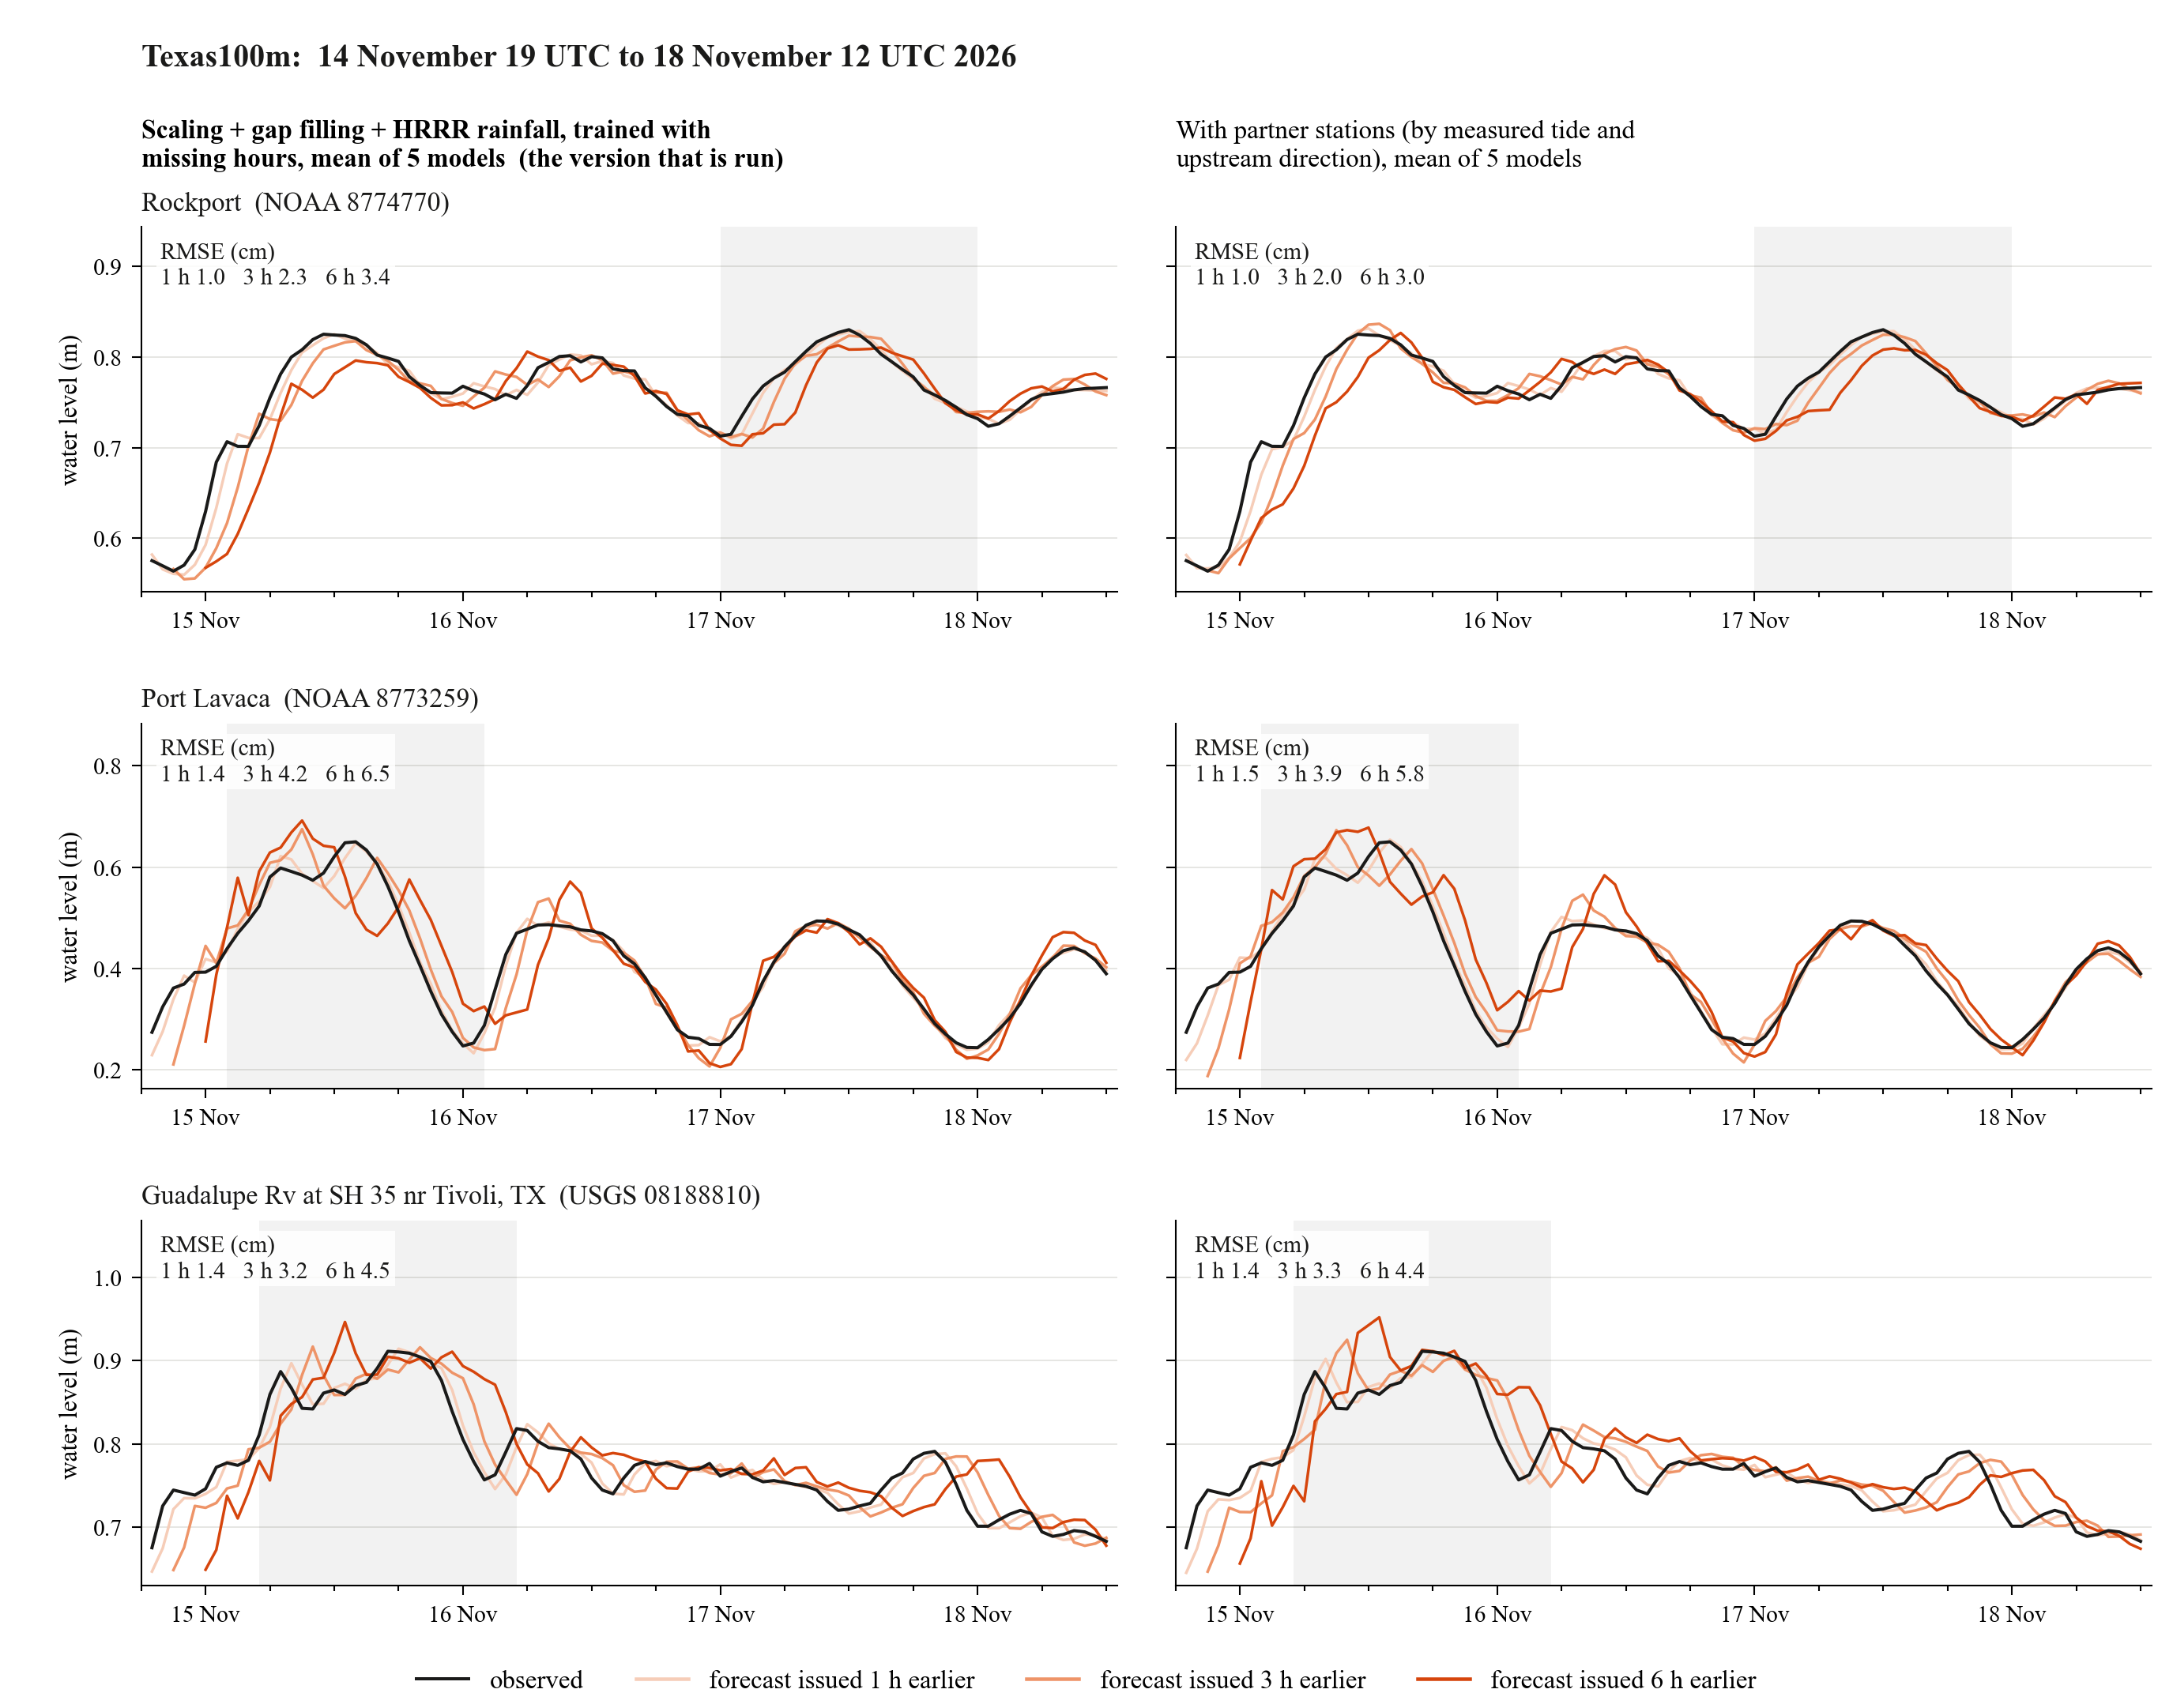 Texas100m:  14 November 19 UTC to 18 November 12 UTC 2026
Scaling + gap filling + HRRR rainfall, trained with
missing hours, mean of 5 models  (the version that is run)
With partner stations (by measured tide and
upstream direction), mean of 5 models
Rockport  (NOAA 8774770)
RMSE (cm)
1 h 1.0   3 h 2.3   6 h 3.4
water level (m)
0.9
0.8
0.7
0.6
15 Nov
16 Nov
17 Nov
18 Nov
RMSE (cm)
1 h 1.0   3 h 2.0   6 h 3.0
15 Nov
16 Nov
17 Nov
18 Nov
Port Lavaca  (NOAA 8773259)
RMSE (cm)
1 h 1.4   3 h 4.2   6 h 6.5
water level (m)
0.8
0.6
0.4
0.2
15 Nov
16 Nov
17 Nov
18 Nov
RMSE (cm)
1 h 1.5   3 h 3.9   6 h 5.8
15 Nov
16 Nov
17 Nov
18 Nov
Guadalupe Rv at SH 35 nr Tivoli, TX  (USGS 08188810)
RMSE (cm)
1 h 1.4   3 h 3.2   6 h 4.5
water level (m)
1.0
0.9
0.8
0.7
15 Nov
16 Nov
17 Nov
18 Nov
RMSE (cm)
1 h 1.4   3 h 3.3   6 h 4.4
15 Nov
16 Nov
17 Nov
18 Nov
observed
forecast issued 1 h earlier
forecast issued 3 h earlier
forecast issued 6 h earlier